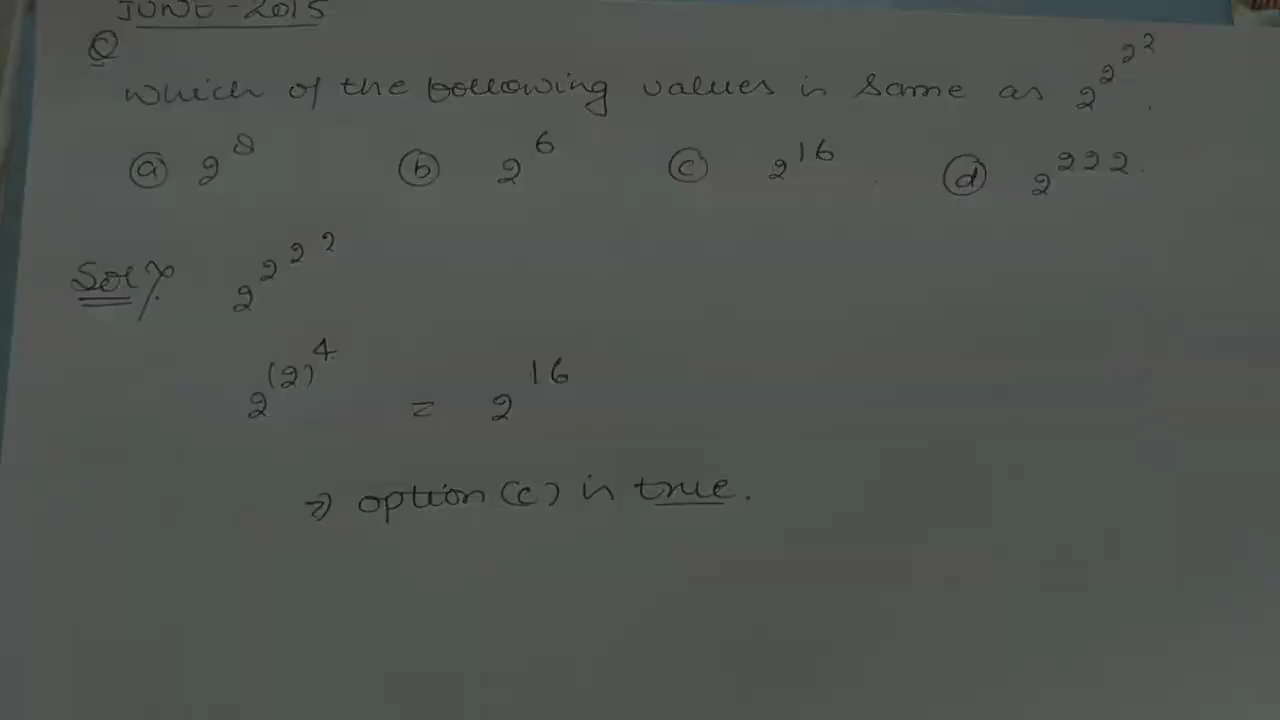 JUNE - 2015
Q
which of the following values is same as 2^2^2^2.
(a) 2^8 (b) 2^6 (c) 2^16 (d) 2^222.
Sol:- 2^2^2^2
2^(2)^4 = 2^16
⇒ option (c) is true.